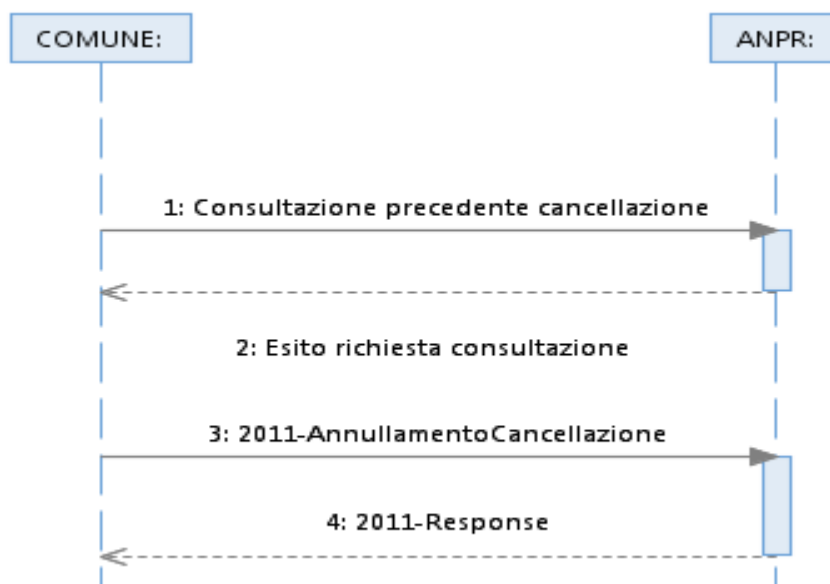 COMUNE:
ANPR:
1: Consultazione precedente cancellazione
2: Esito richiesta consultazione
3: 2011-AnnullamentoCancellazione
4: 2011-Response